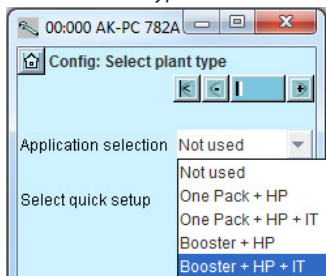 00:000 AK-PC 782A
Config: Select plant type
Application selection Not used
Not used
Select quick setup
One Pack + HP
One Pack + HP + IT
Booster + HP
Booster + HP + IT